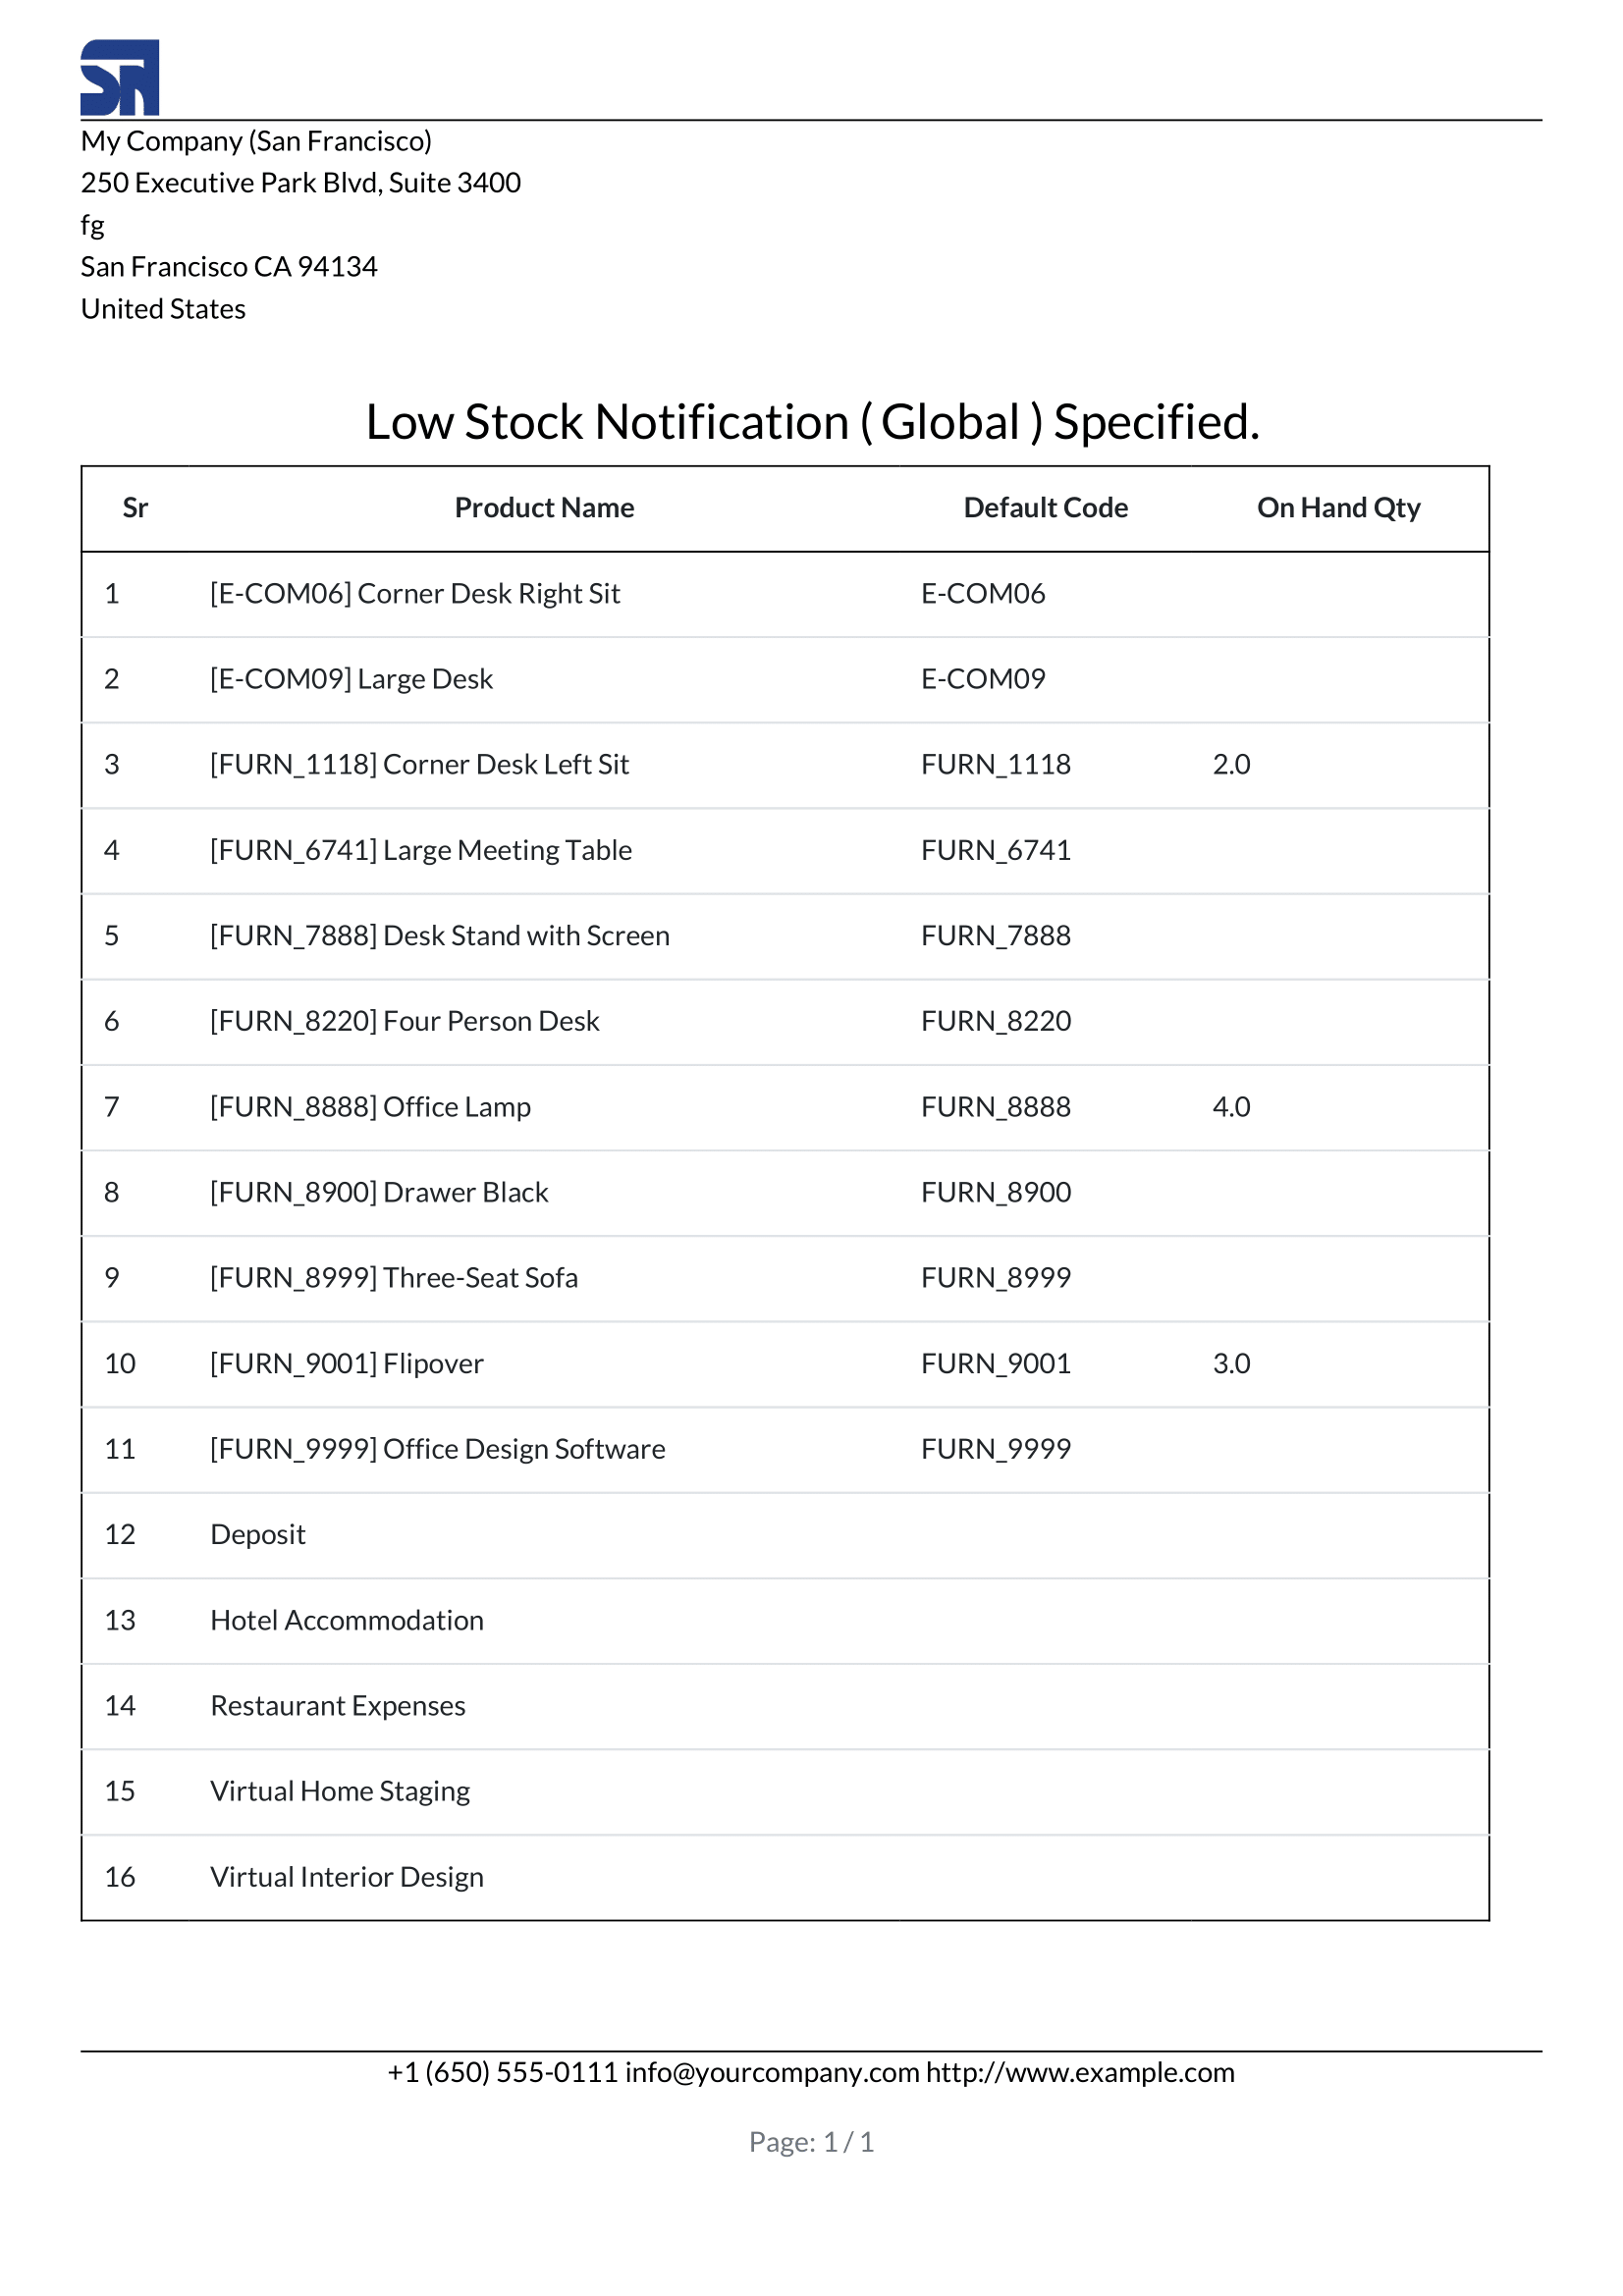 SR
My Company (San Francisco)
250 Executive Park Blvd, Suite 3400
fg
San Francisco CA 94134
United States
Low Stock Notification ( Global ) Specified.
Sr Product Name Default Code On Hand Qty
1 [E-COM06] Corner Desk Right Sit E-COM06
2 [E-COM09] Large Desk E-COM09
3 [FURN_1118] Corner Desk Left Sit FURN_1118 2.0
4 [FURN_6741] Large Meeting Table FURN_6741
5 [FURN_7888] Desk Stand with Screen FURN_7888
6 [FURN_8220] Four Person Desk FURN_8220
7 [FURN_8888] Office Lamp FURN_8888 4.0
8 [FURN_8900] Drawer Black FURN_8900
9 [FURN_8999] Three-Seat Sofa FURN_8999
10 [FURN_9001] Flipover FURN_9001 3.0
11 [FURN_9999] Office Design Software FURN_9999
12 Deposit
13 Hotel Accommodation
14 Restaurant Expenses
15 Virtual Home Staging
16 Virtual Interior Design
+1 (650) 555-0111 info@yourcompany.com http://www.example.com
Page: 1 / 1